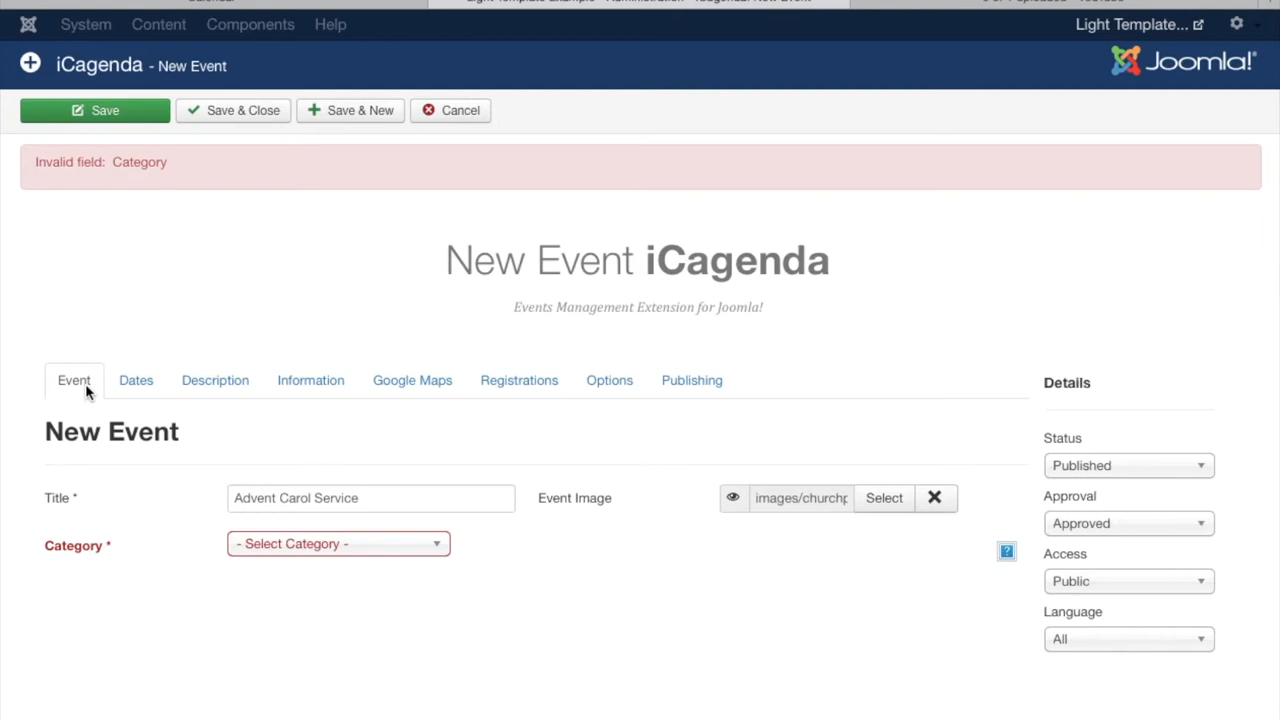 System Content Components Help Light Template...
iCagenda - New Event Joomla!®
Save Save & Close Save & New Cancel
Invalid field: Category
New Event iCagenda
Events Management Extension for Joomla!
Event Dates Description Information Google Maps Registrations Options Publishing
Details
New Event
Status
Published
Title * Advent Carol Service Event Image images/churchp Select
Approval
Approved
Category * - Select Category - ?
Access
Public
Language
All